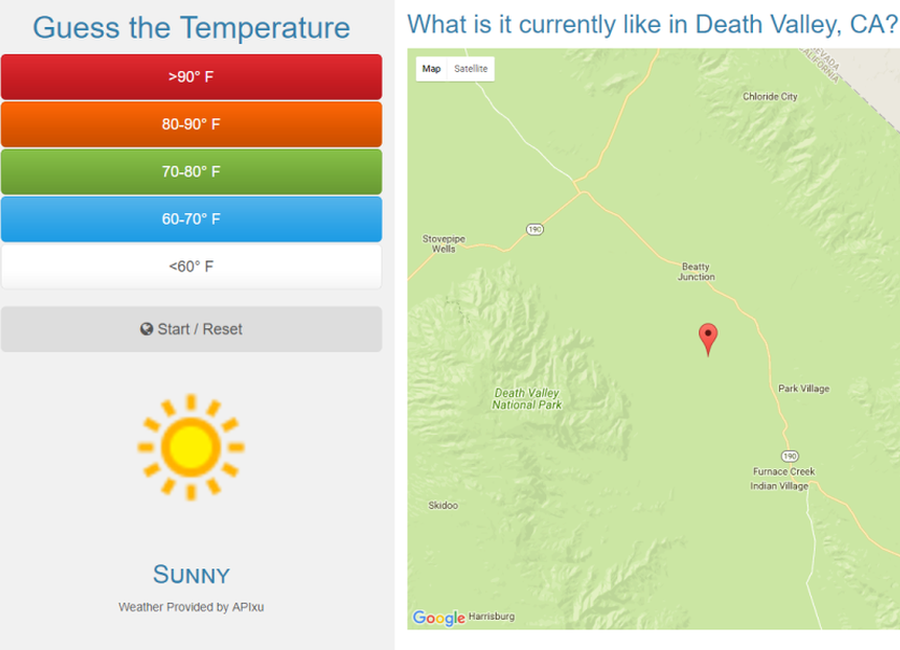 Guess the Temperature
>90° F
80-90° F
70-80° F
60-70° F
<60° F
Start / Reset
SUNNY
Weather Provided by APIxu
What is it currently like in Death Valley, CA?
Map Satellite
NEVADA
CALIFORNIA
Chloride City
190
Stovepipe
Wells
Beatty
Junction
Death Valley
National Park
Park Village
190
Furnace Creek
Indian Village
Skidoo
Google Harrisburg